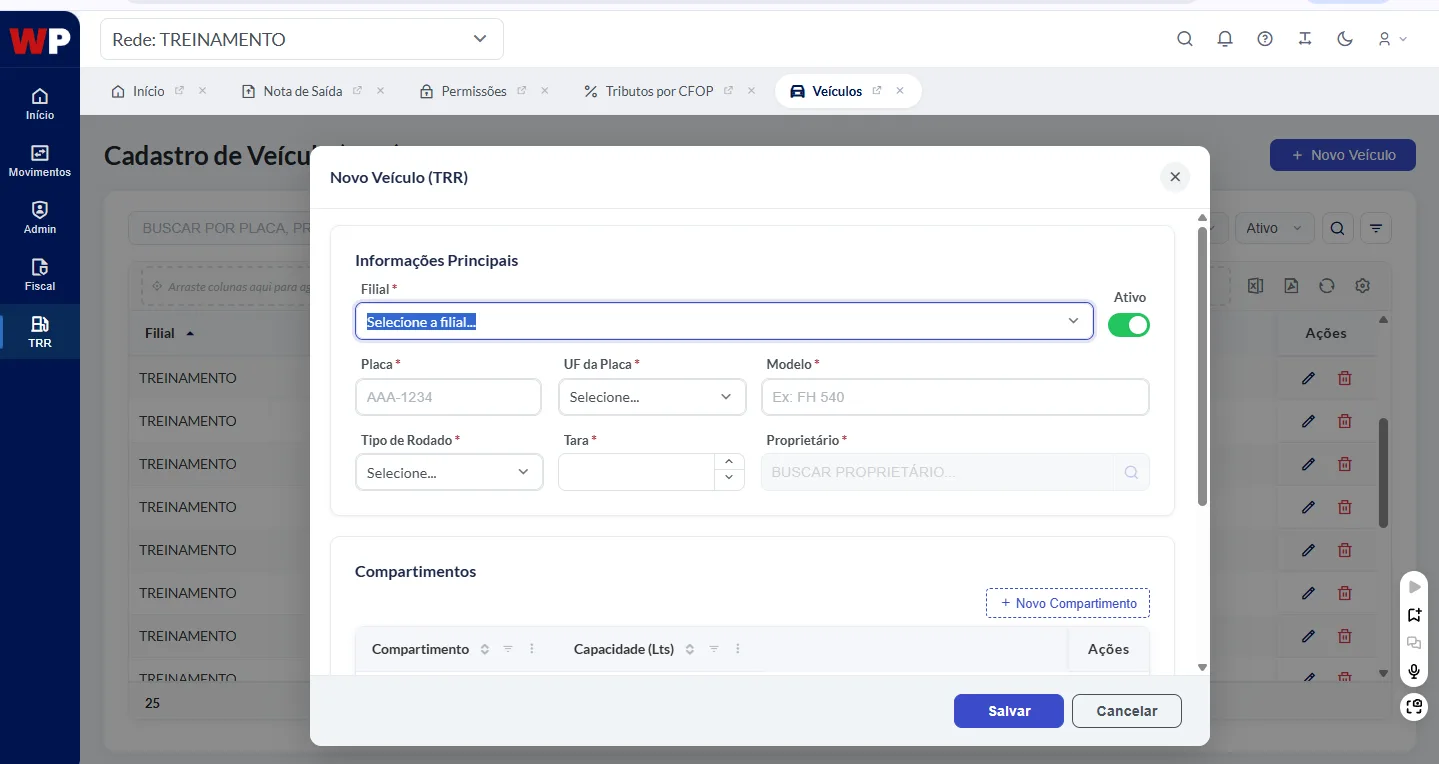 WP
Rede: TREINAMENTO
Início
Nota de Saída
Permissões
Tributos por CFOP
Veículos
Início
Movimentos
Admin
Fiscal
TRR
Cadastro de Veícu
+ Novo Veículo
BUSCAR POR PLACA, PR
Ativo
Arraste colunas aqui para ag
Filial
Ações
TREINAMENTO
TREINAMENTO
TREINAMENTO
TREINAMENTO
TREINAMENTO
TREINAMENTO
TREINAMENTO
TREINAMENTO
25
Novo Veículo (TRR)
Informações Principais
Filial *
Ativo
Selecione a filial...
Placa * UF da Placa * Modelo *
AAA-1234 Selecione... Ex: FH 540
Tipo de Rodado * Tara * Proprietário *
Selecione... BUSCAR PROPRIETÁRIO...
Compartimentos
+ Novo Compartimento
Compartimento Capacidade (Lts) Ações
Salvar Cancelar